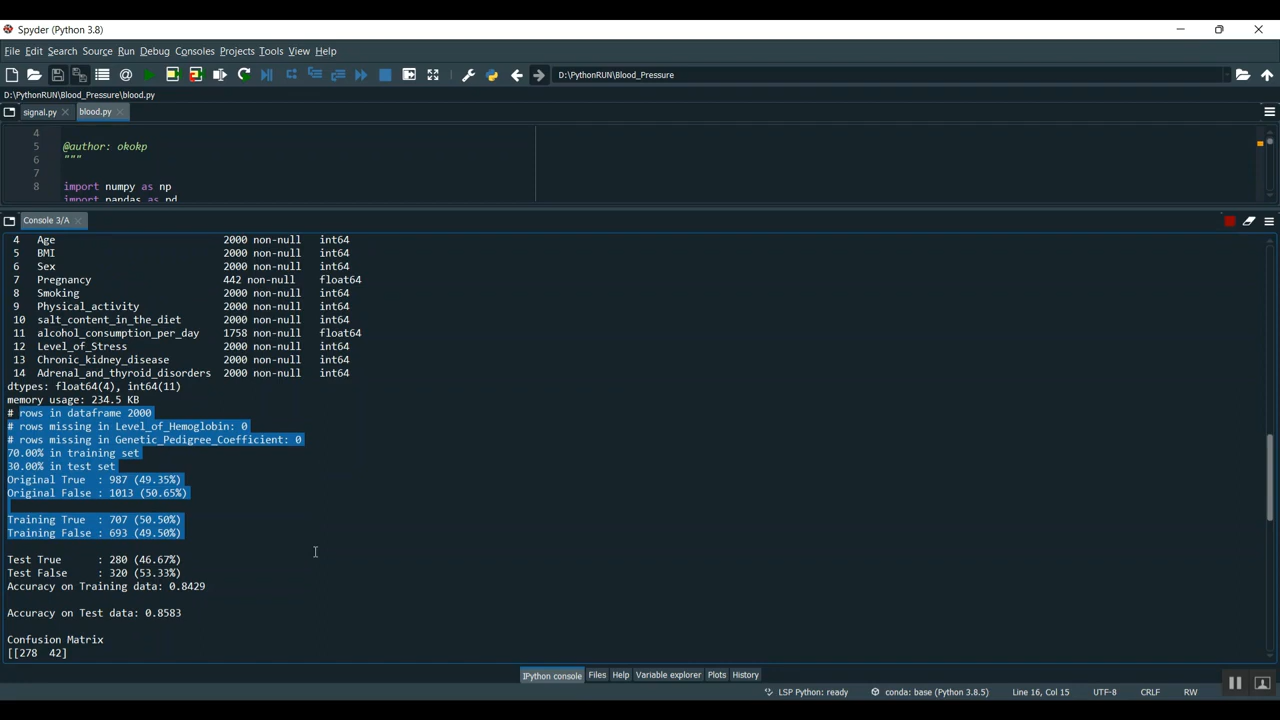 Spyder (Python 3.8)
File Edit Search Source Run Debug Consoles Projects Tools View Help
D:\PythonRUN\Blood_Pressure
D:\PythonRUN\Blood_Pressure\blood.py
signal.py blood.py
4
5 @author: okokp
6 """
7
8 import numpy as np
import pandas as pd
Console 3/A
4 Age 2000 non-null int64
5 BMI 2000 non-null int64
6 Sex 2000 non-null int64
7 Pregnancy 442 non-null float64
8 Smoking 2000 non-null int64
9 Physical_activity 2000 non-null int64
10 salt_content_in_the_diet 2000 non-null int64
11 alcohol_consumption_per_day 1758 non-null float64
12 Level_of_Stress 2000 non-null int64
13 Chronic_kidney_disease 2000 non-null int64
14 Adrenal_and_thyroid_disorders 2000 non-null int64
dtypes: float64(4), int64(11)
memory usage: 234.5 KB
# rows in dataframe 2000
# rows missing in Level_of_Hemoglobin: 0
# rows missing in Genetic_Pedigree_Coefficient: 0
70.00% in training set
30.00% in test set
Original True : 987 (49.35%)
Original False : 1013 (50.65%)
Training True : 707 (50.50%)
Training False : 693 (49.50%)
Test True : 280 (46.67%)
Test False : 320 (53.33%)
Accuracy on Training data: 0.8429
Accuracy on Test data: 0.8583
Confusion Matrix
[[278 42]
IPython console Files Help Variable explorer Plots History
LSP Python: ready conda: base (Python 3.8.5) Line 16, Col 15 UTF-8 CRLF RW